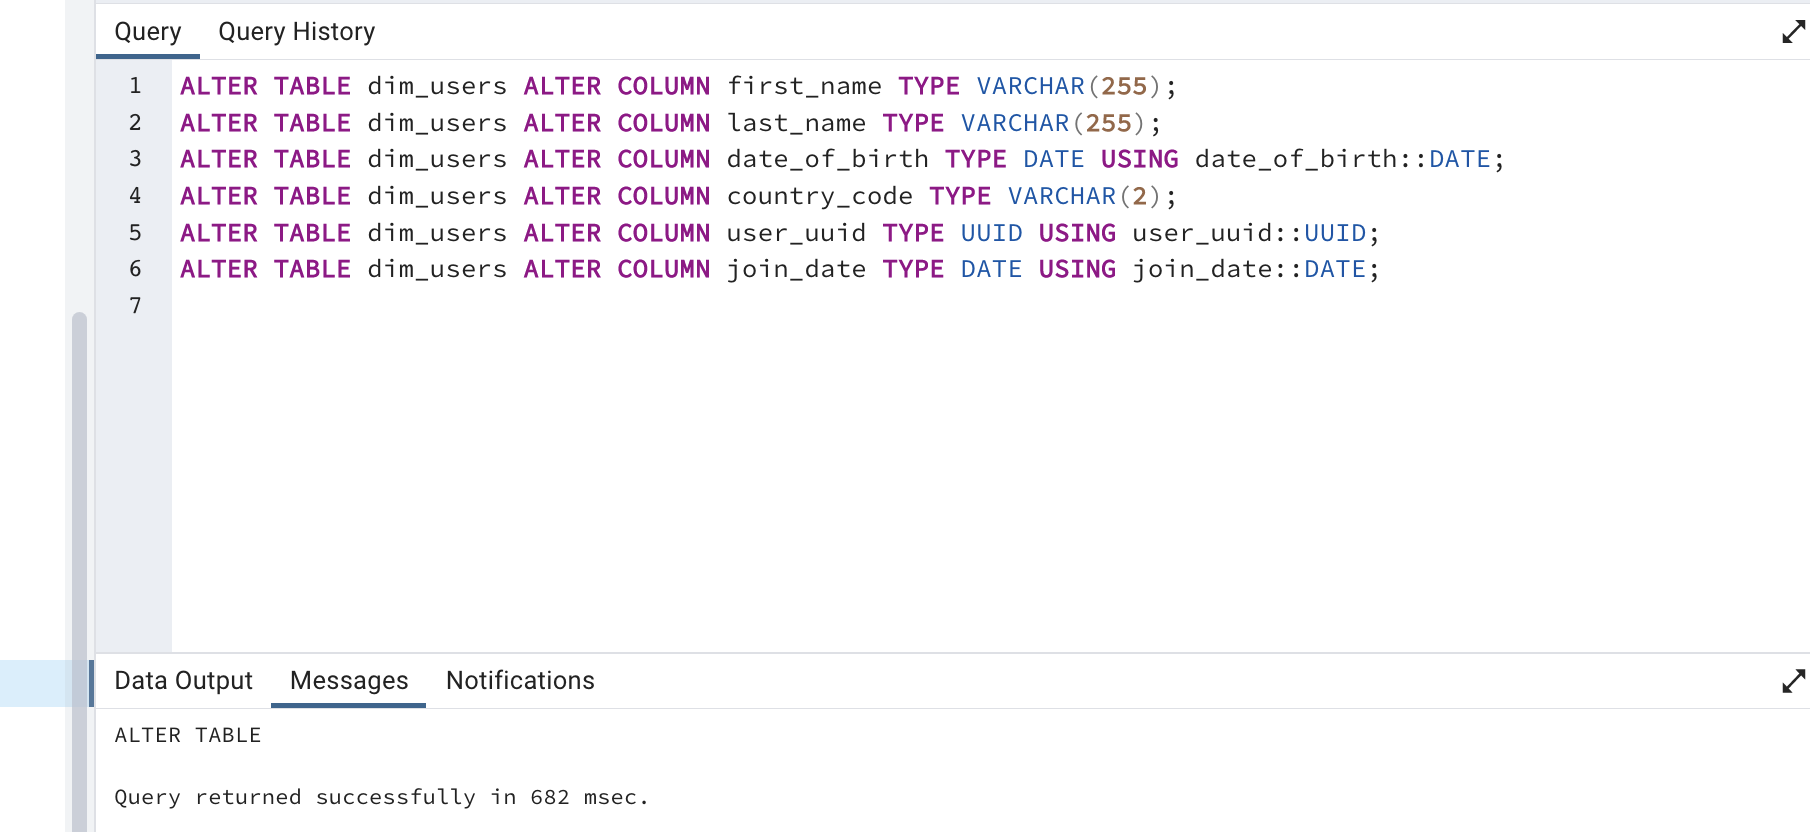 Query Query History
1 ALTER TABLE dim_users ALTER COLUMN first_name TYPE VARCHAR(255);
2 ALTER TABLE dim_users ALTER COLUMN last_name TYPE VARCHAR(255);
3 ALTER TABLE dim_users ALTER COLUMN date_of_birth TYPE DATE USING date_of_birth::DATE;
4 ALTER TABLE dim_users ALTER COLUMN country_code TYPE VARCHAR(2);
5 ALTER TABLE dim_users ALTER COLUMN user_uuid TYPE UUID USING user_uuid::UUID;
6 ALTER TABLE dim_users ALTER COLUMN join_date TYPE DATE USING join_date::DATE;
7
Data Output Messages Notifications
ALTER TABLE
Query returned successfully in 682 msec.